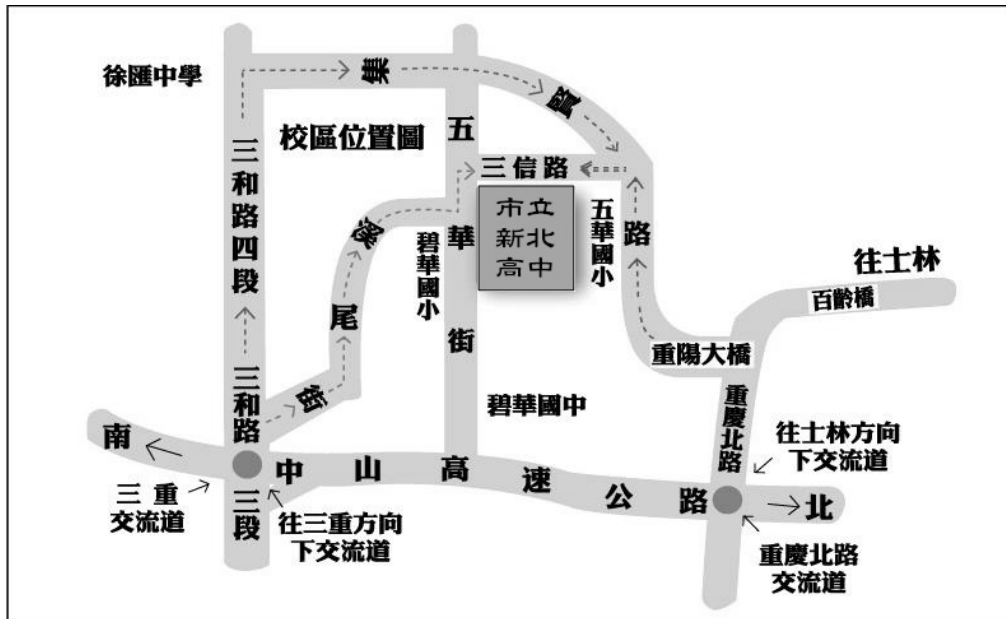 徐匯中學
校區位置圖
集賢路
三和路四段
五華街
三信路
市立
新北
高中
五華國小
碧華國小
溪尾街
往士林
百齡橋
重陽大橋
重慶北路
碧華國中
三和路三段
南
中山高速公路
北
往士林方向
下交流道
三重
交流道
往三重方向
下交流道
重慶北路
交流道